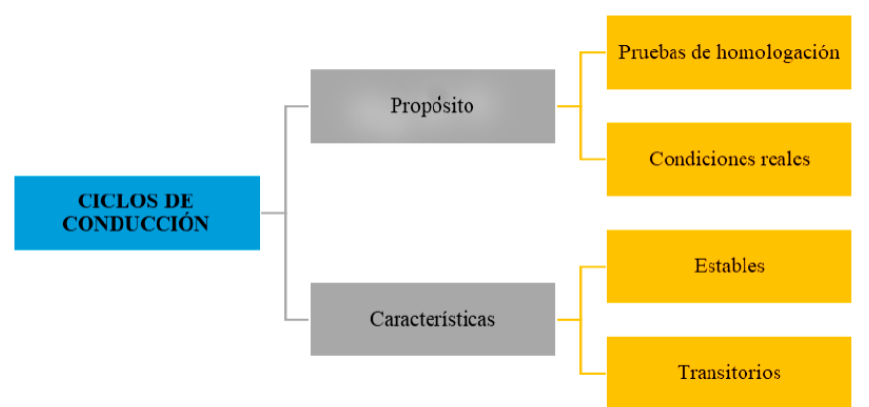 CICLOS DE
CONDUCCIÓN
Propósito
Pruebas de homologación
Condiciones reales
Características
Estables
Transitorios